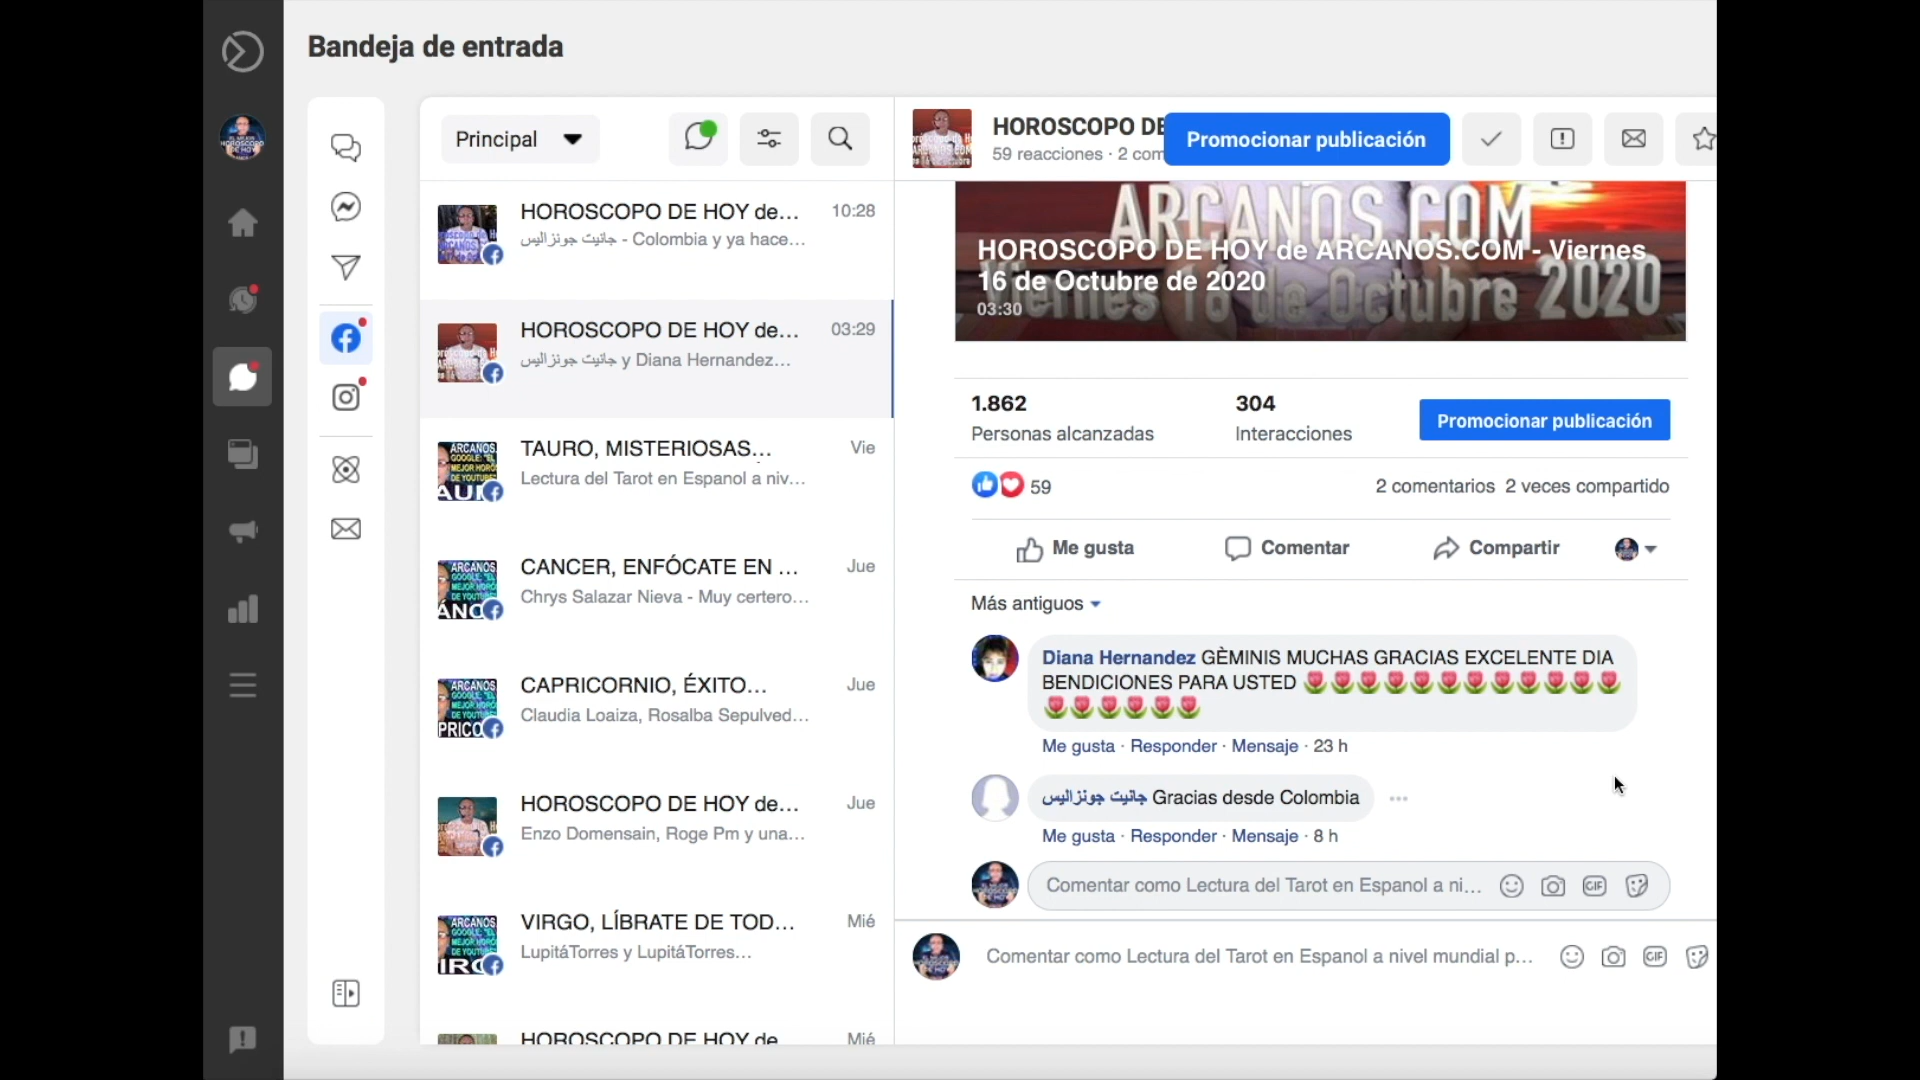 Bandeja de entrada
Principal
HOROSCOPO DE HOY de...
10:28
جانيت جونزاليس - Colombia y ya hace...
HOROSCOPO DE HOY de...
03:29
جانيت جونزاليس y Diana Hernandez...
TAURO, MISTERIOSAS...
Vie
Lectura del Tarot en Espanol a niv...
CANCER, ENFÓCATE EN ...
Jue
Chrys Salazar Nieva - Muy certero...
CAPRICORNIO, ÉXITO...
Jue
Claudia Loaiza, Rosalba Sepulved...
HOROSCOPO DE HOY de...
Jue
Enzo Domensain, Roge Pm y una...
VIRGO, LÍBRATE DE TOD...
Mié
LupitáTorres y LupitáTorres...
HOROSCOPO DE HOY de
Mié
HOROSCOPO DE
59 reacciones · 2 com
Promocionar publicación
ARCANOS.COM
HOROSCOPO DE HOY de ARCANOS.COM - Viernes
16 de Octubre de 2020
03:30
Viernes 16 de Octubre 2020
1.862
Personas alcanzadas
304
Interacciones
Promocionar publicación
59
2 comentarios 2 veces compartido
Me gusta
Comentar
Compartir
Más antiguos
Diana Hernandez GÈMINIS MUCHAS GRACIAS EXCELENTE DIA
BENDICIONES PARA USTED 🌷🌷🌷🌷🌷🌷🌷🌷🌷🌷🌷🌷
🌷🌷🌷🌷🌷🌷
Me gusta · Responder · Mensaje · 23 h
جانيت جونزاليس Gracias desde Colombia
Me gusta · Responder · Mensaje · 8 h
Comentar como Lectura del Tarot en Espanol a ni...
GIF
Comentar como Lectura del Tarot en Espanol a nivel mundial p...
GIF